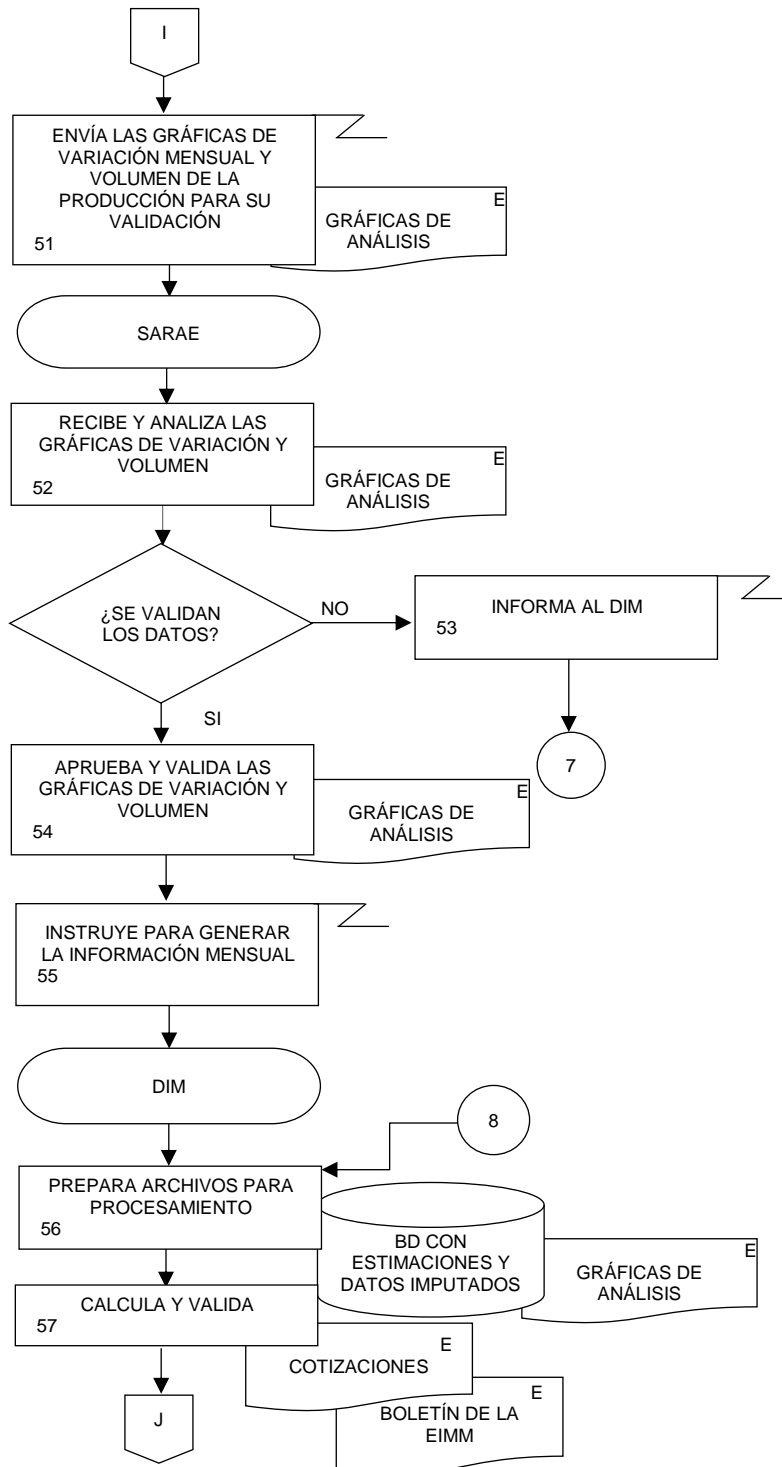 I
ENVÍA LAS GRÁFICAS DE
VARIACIÓN MENSUAL Y
VOLUMEN DE LA
PRODUCCIÓN PARA SU
VALIDACIÓN
51
E
GRÁFICAS DE
ANÁLISIS
SARAE
RECIBE Y ANALIZA LAS
GRÁFICAS DE VARIACIÓN Y
VOLUMEN
52
E
GRÁFICAS DE
ANÁLISIS
¿SE VALIDAN
LOS DATOS?
NO
INFORMA AL DIM
53
7
SI
APRUEBA Y VALIDA LAS
GRÁFICAS DE VARIACIÓN Y
VOLUMEN
54
E
GRÁFICAS DE
ANÁLISIS
INSTRUYE PARA GENERAR
LA INFORMACIÓN MENSUAL
55
DIM
8
PREPARA ARCHIVOS PARA
PROCESAMIENTO
56
BD CON
ESTIMACIONES Y
DATOS IMPUTADOS
E
GRÁFICAS DE
ANÁLISIS
CALCULA Y VALIDA
57
E
COTIZACIONES
E
BOLETÍN DE LA
EIMM
J